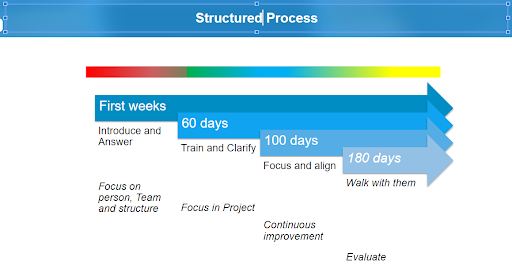 Structured Process
First weeks
Introduce and
Answer
Focus on
person, Team
and structure
60 days
Train and Clarify
Focus in Project
100 days
Focus and align
Continuous
improvement
180 days
Walk with them
Evaluate